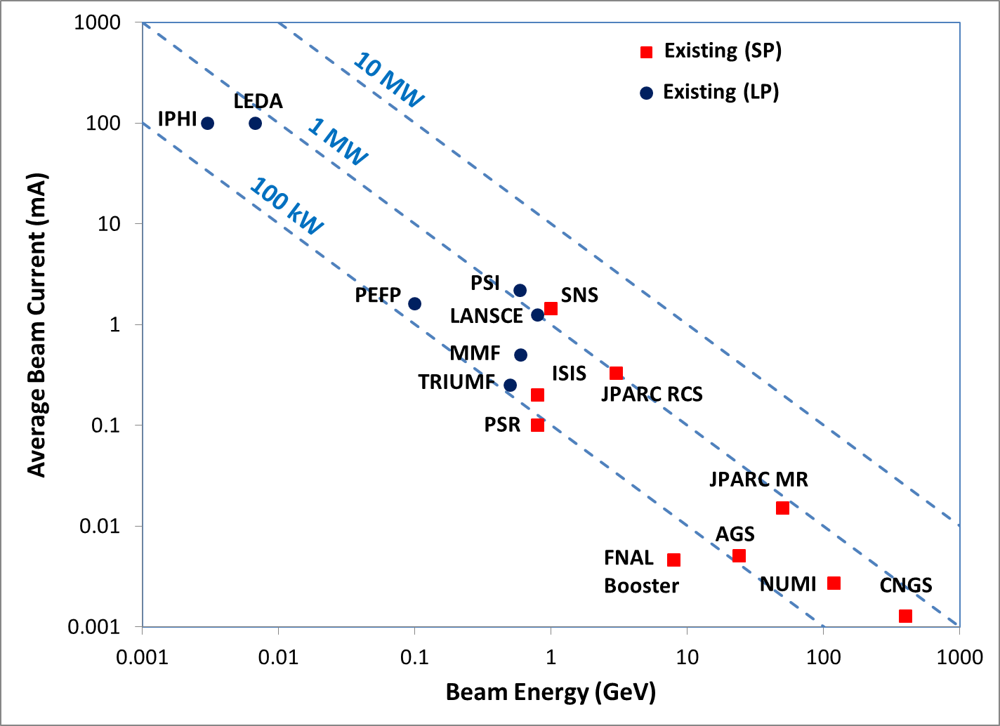 1000
100
10
1
0.1
0.01
0.001
Average Beam Current (mA)
10 MW
1 MW
100 kW
Existing (SP)
Existing (LP)
LEDA
IPHI
PEFP
PSI
SNS
LANSCE
MMF
ISIS
TRIUMF
JPARC RCS
PSR
JPARC MR
AGS
FNAL
Booster
NUMI
CNGS
0.001
0.01
0.1
1
10
100
1000
Beam Energy (GeV)